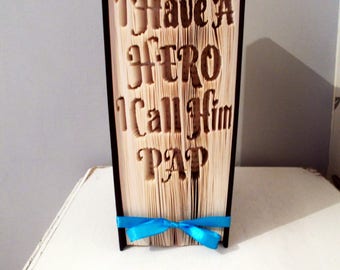 I Have A
HERO
I Call Him
PAP